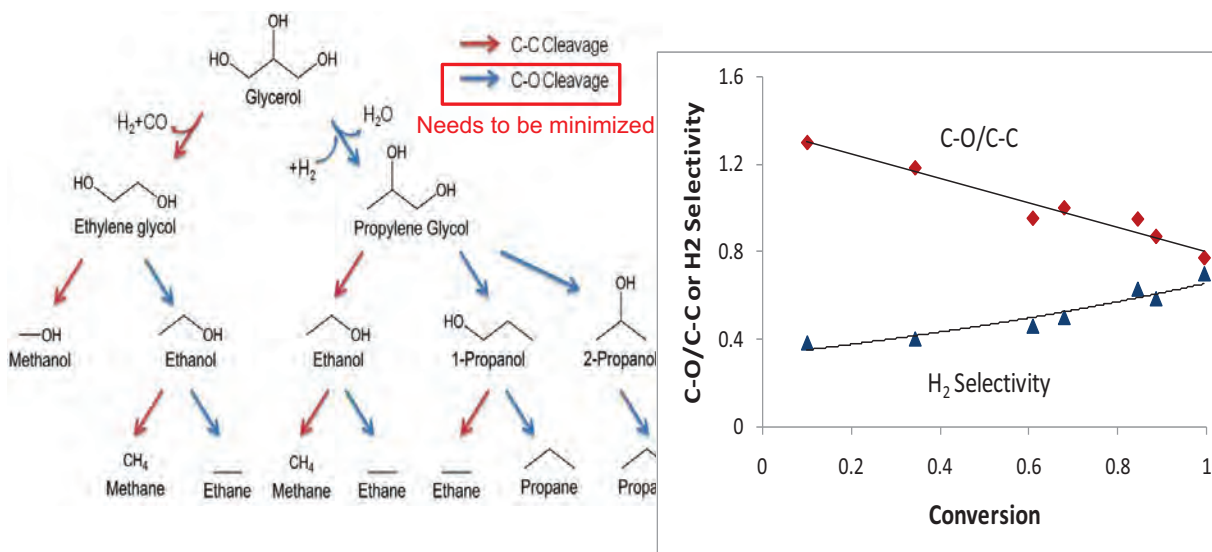 OH
HO
OH
Glycerol
C-C Cleavage
C-O Cleavage
Needs to be minimized
H2+CO
H2O
+H2
OH
HO
OH
Ethylene glycol
OH
Propylene Glycol
OH
Methanol
OH
Ethanol
OH
Ethanol
HO
1-Propanol
OH
2-Propanol
CH4
Methane
Ethane
CH4
Methane
Ethane
Ethane
Propane
Propa
C-O/C-C or H2 Selectivity
1.6
1.2
0.8
0.4
0
C-O/C-C
H2 Selectivity
0
0.2
0.4
0.6
0.8
1
Conversion